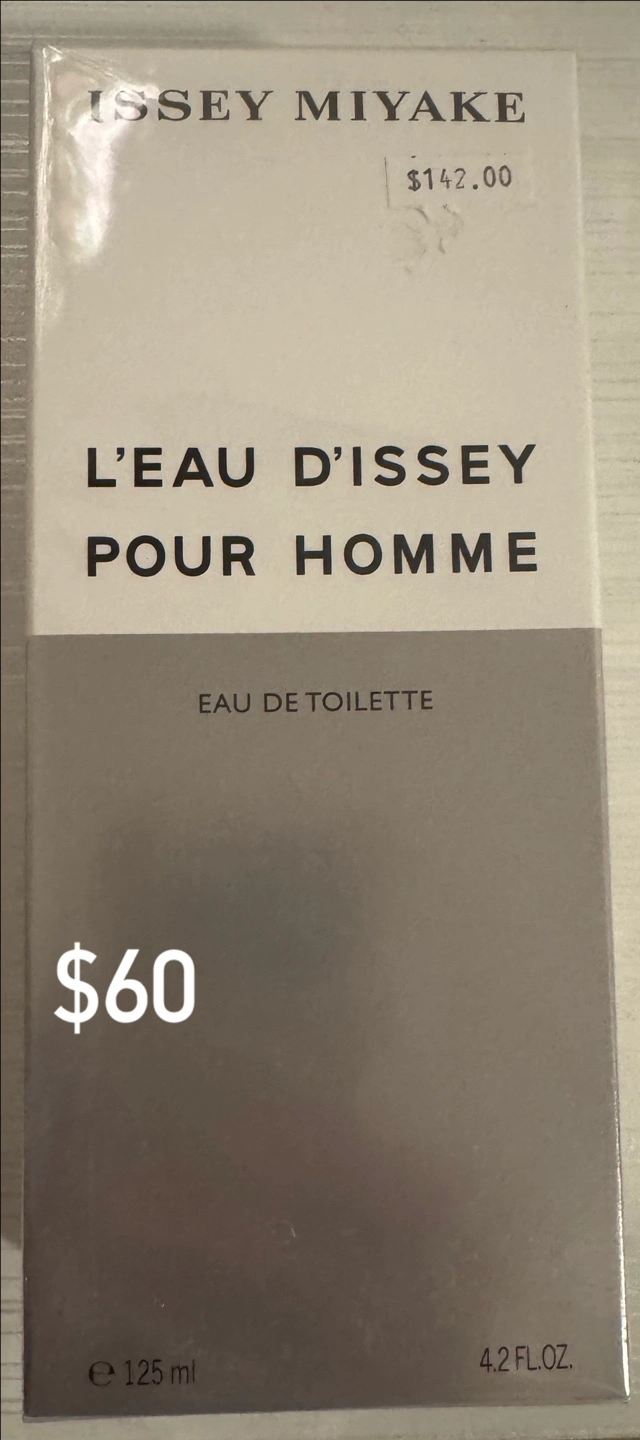 ISSEY MIYAKE
$142.00
L'EAU D'ISSEY
POUR HOMME
EAU DE TOILETTE
$60
℮ 125 ml
4.2 FL.OZ.